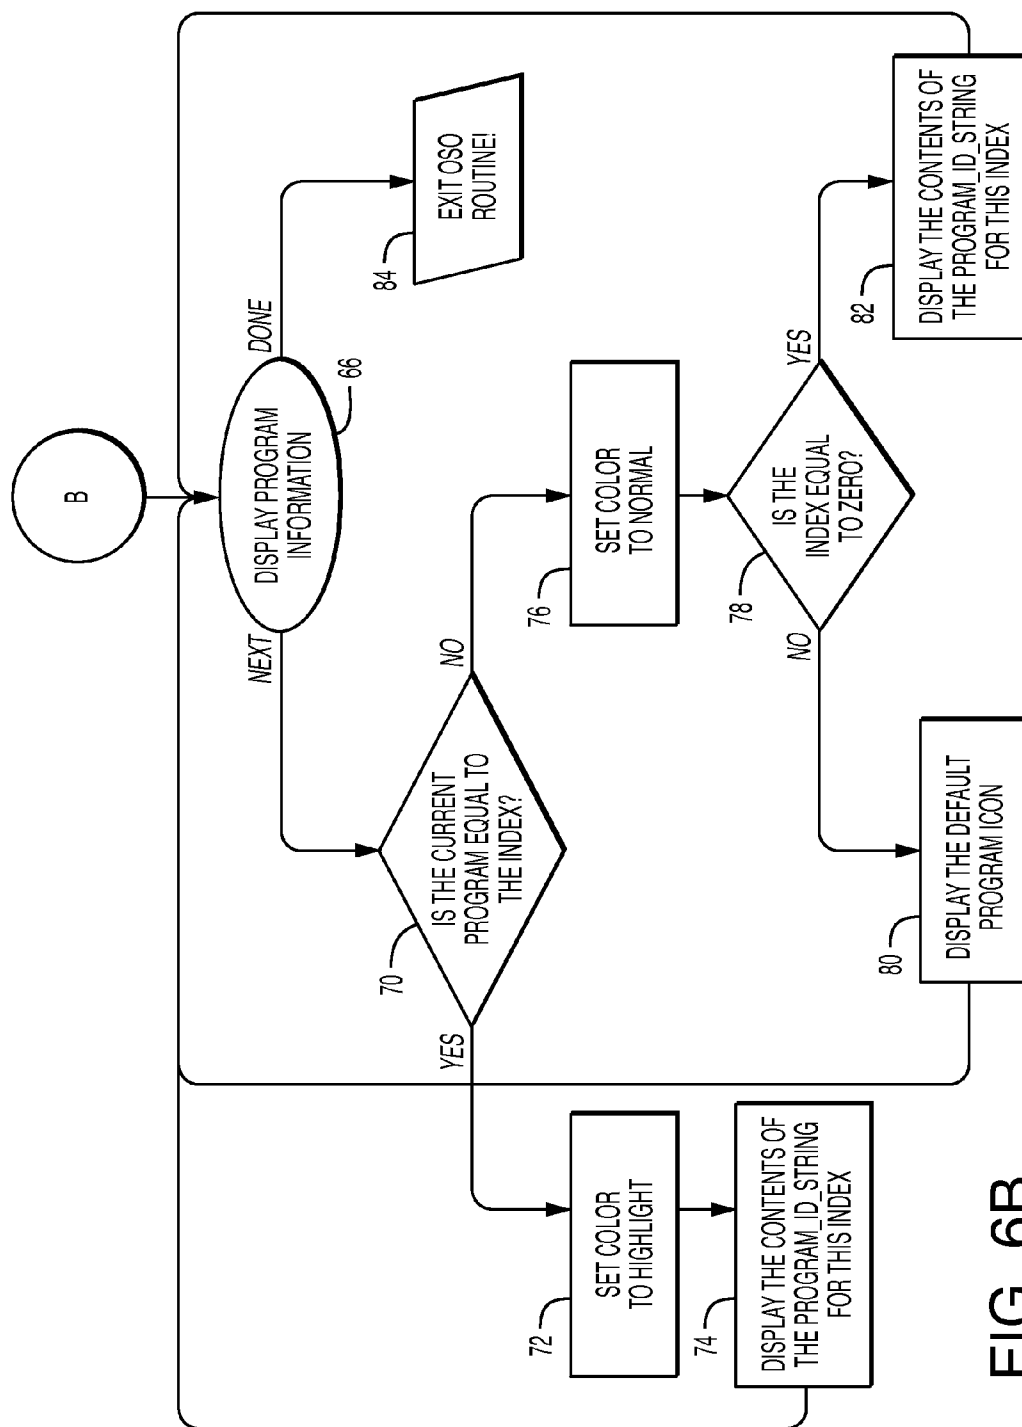 B
DISPLAY PROGRAM
INFORMATION
66
NEXT
DONE
EXIT OSO
ROUTINE!
84
IS THE CURRENT
PROGRAM EQUAL TO
THE INDEX?
70
YES
NO
SET COLOR
TO HIGHLIGHT
72
DISPLAY THE CONTENTS OF
THE PROGRAM_ID_STRING
FOR THIS INDEX
74
SET COLOR
TO NORMAL
76
IS THE
INDEX EQUAL
TO ZERO?
78
NO
YES
DISPLAY THE DEFAULT
PROGRAM ICON
80
DISPLAY THE CONTENTS OF
THE PROGRAM_ID_STRING
FOR THIS INDEX
82
FIG. 6B